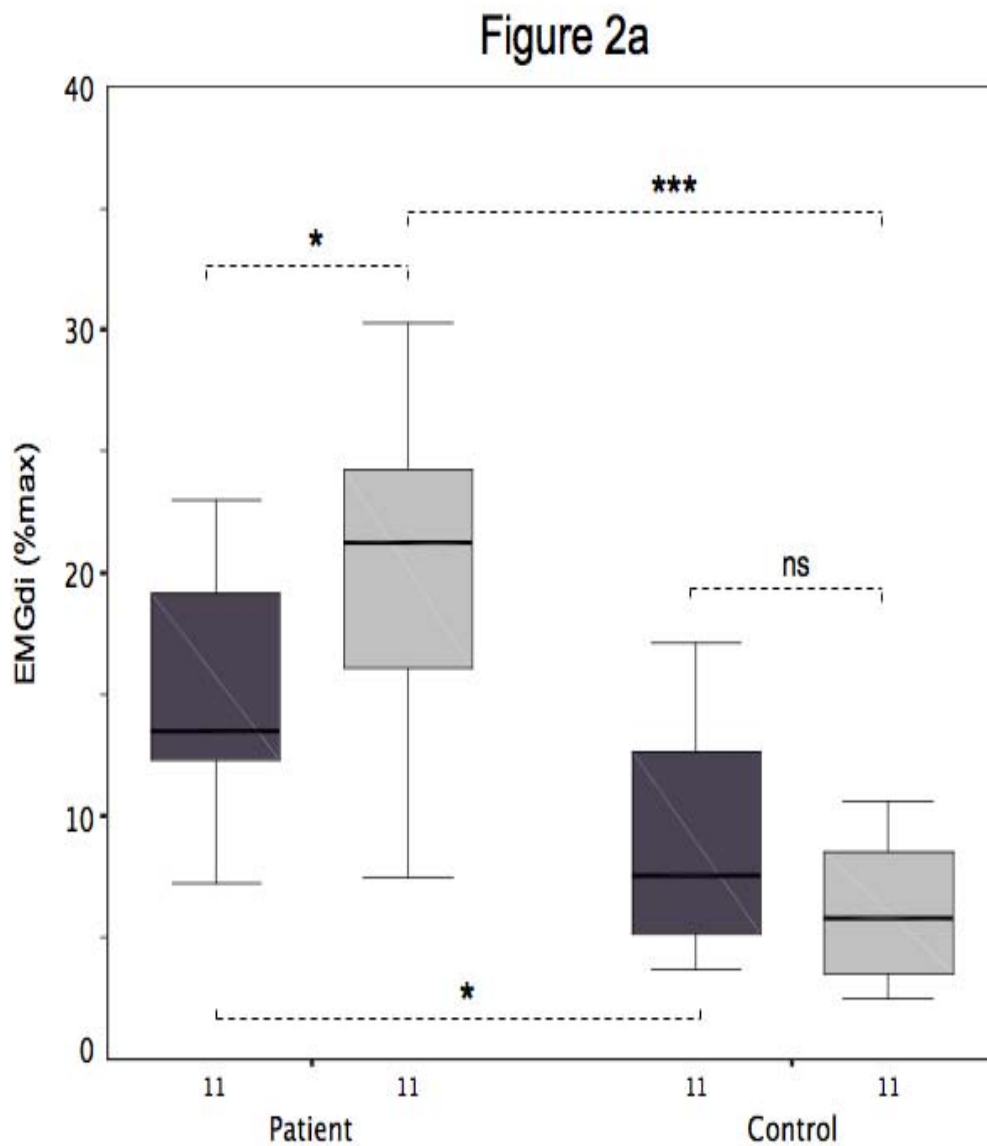 Figure 2a
40
***
*
30
EMGdi (%max)
20
ns
10
*
0
11 11 11 11
Patient Control